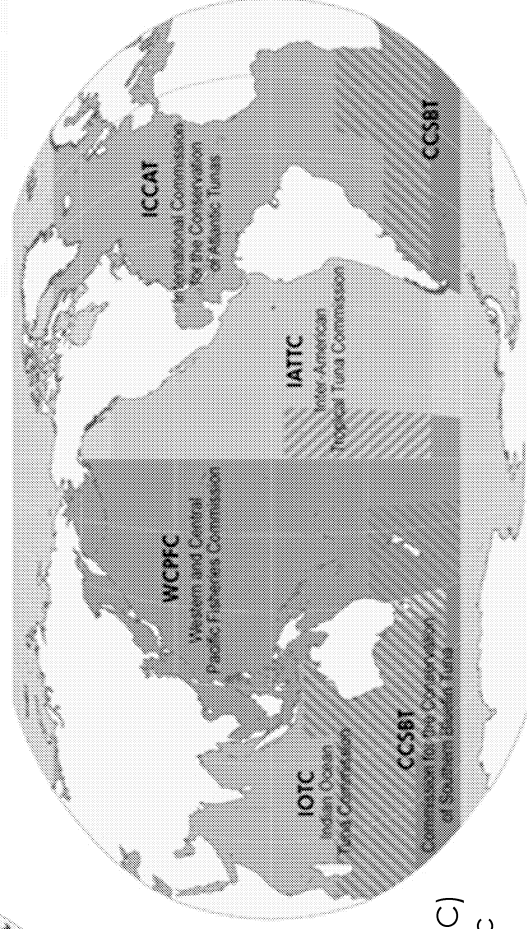 ICCAT
International Commission
for the Conservation
of Atlantic Tunas
CCSBT
IATTC
Inter-American
Tropical Tuna Commission
WCPFC
Western and Central
Pacific Fisheries Commission
IOTC
Indian Ocean
Tuna Commission
CCSBT
Commission for the Conservation
of Southern Bluefin Tuna
C)
C